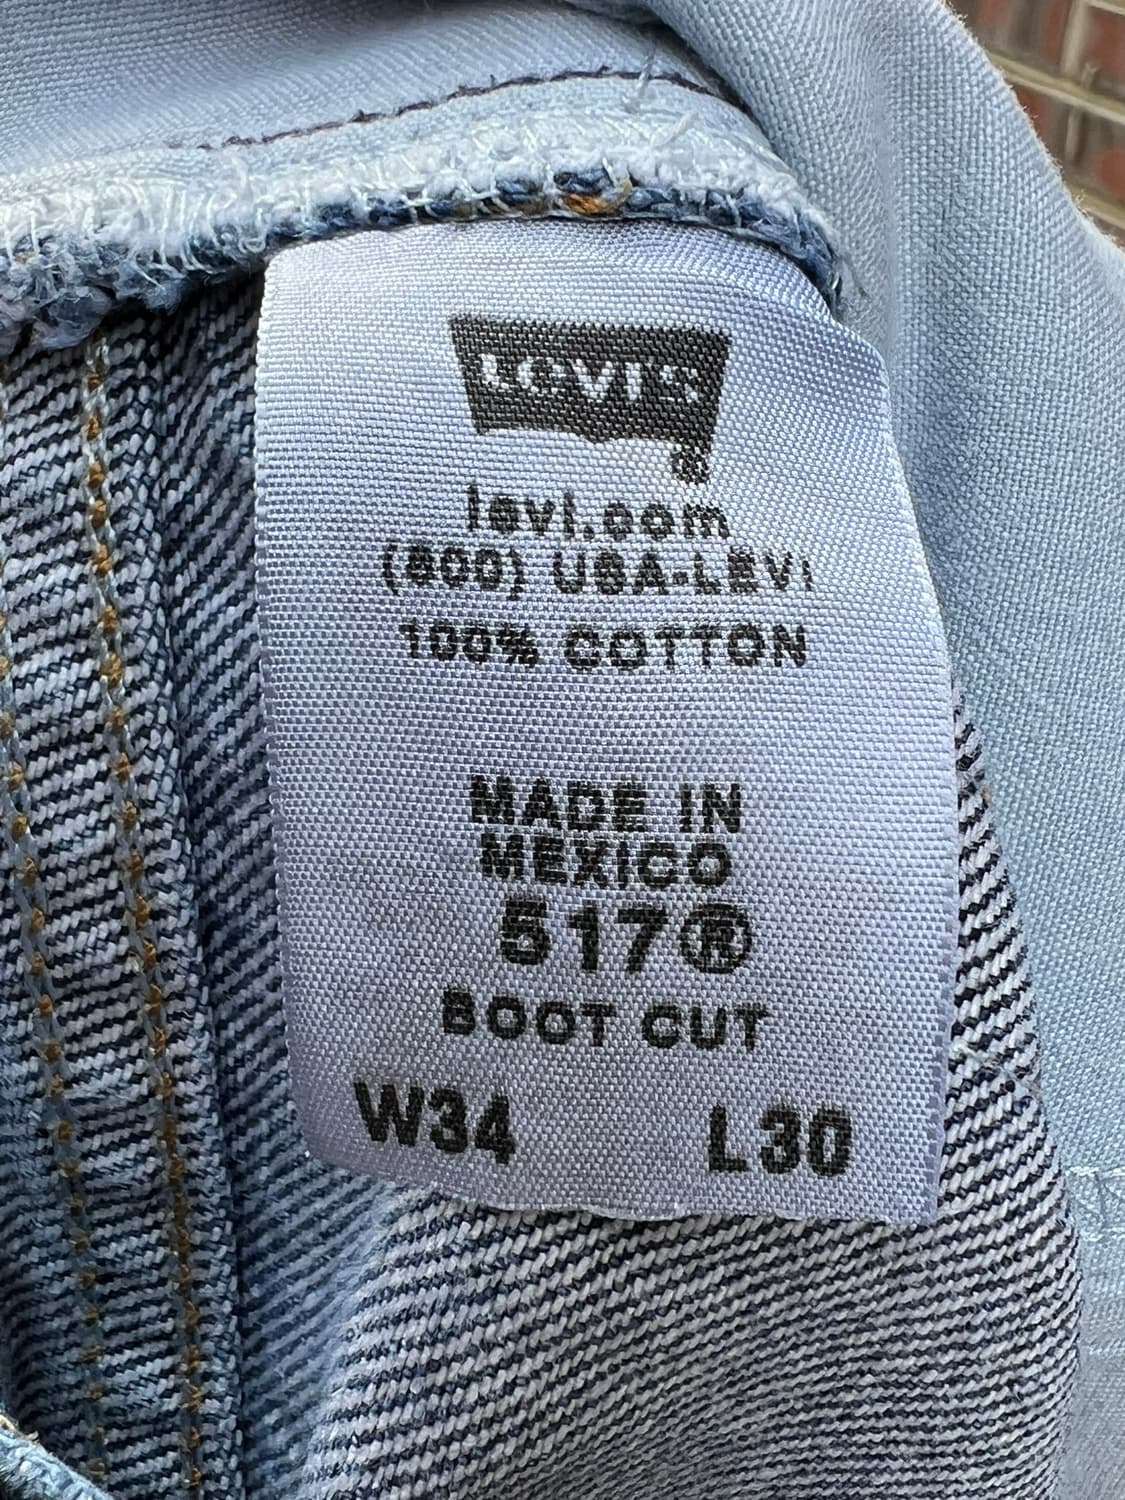 LEVI'S
®
levi.com
(800) USA-LEVI
100% COTTON
MADE IN
MEXICO
517®
BOOT CUT
W34 L30